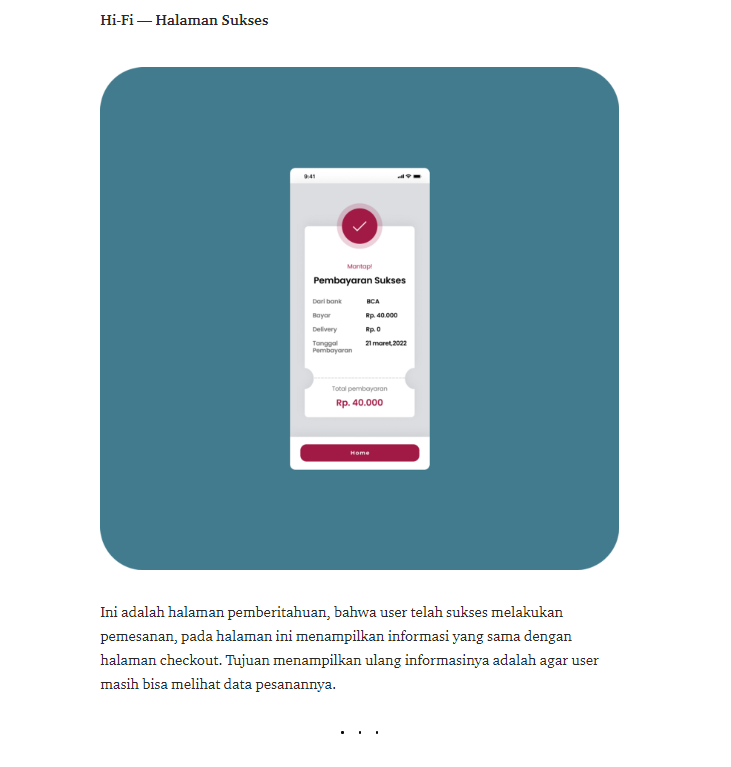 Hi-Fi — Halaman Sukses
9:41
Mantap!
Pembayaran Sukses
Dari bank BCA
Bayar Rp. 40.000
Delivery Rp. 0
Tanggal Pembayaran 21 maret,2022
Total pembayaran
Rp. 40.000
Home
Ini adalah halaman pemberitahuan, bahwa user telah sukses melakukan
pemesanan, pada halaman ini menampilkan informasi yang sama dengan
halaman checkout. Tujuan menampilkan ulang informasinya adalah agar user
masih bisa melihat data pesanannya.
. . .